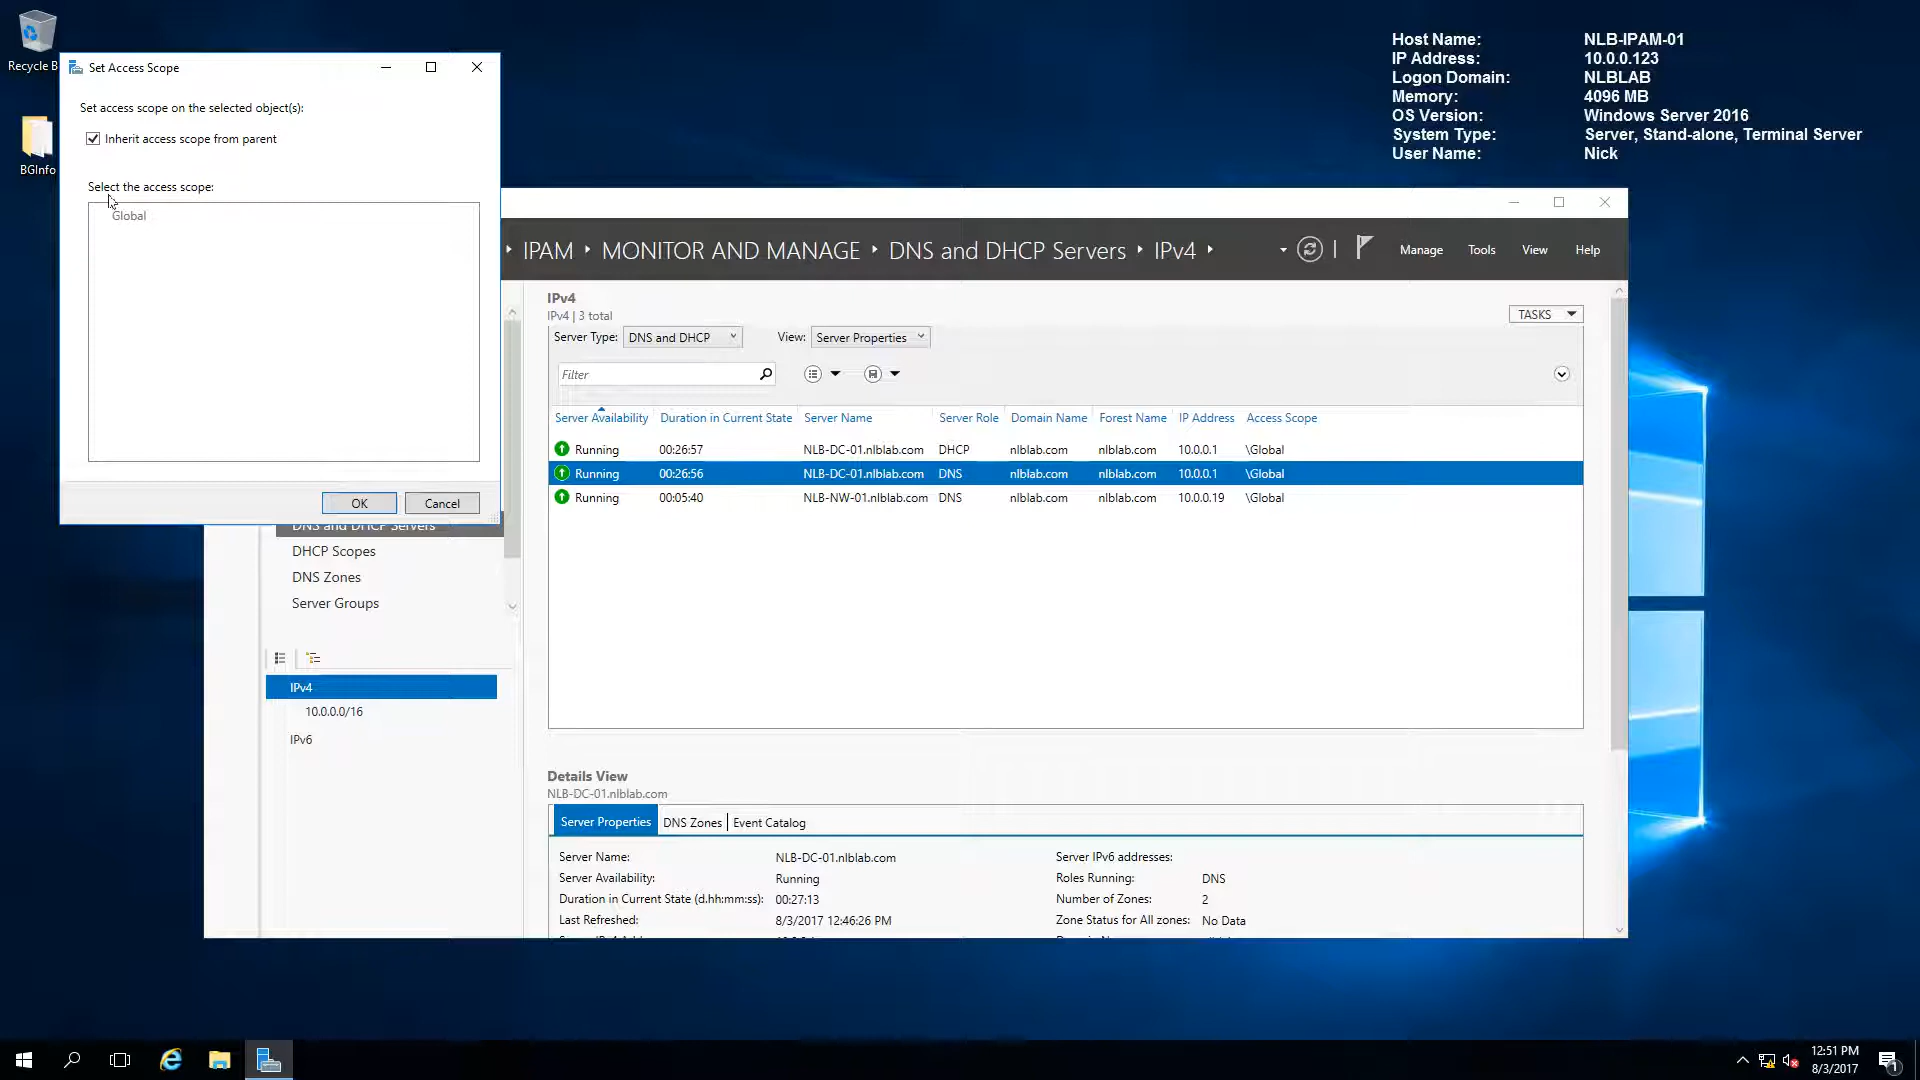 Recycle B
BGInfo
Host Name: NLB-IPAM-01
IP Address: 10.0.0.123
Logon Domain: NLBLAB
Memory: 4096 MB
OS Version: Windows Server 2016
System Type: Server, Stand-alone, Terminal Server
User Name: Nick
Set Access Scope
Set access scope on the selected object(s):
Inherit access scope from parent
Select the access scope:
Global
OK Cancel
IPAM MONITOR AND MANAGE DNS and DHCP Servers IPv4
Manage Tools View Help
DNS and DHCP Servers
DHCP Scopes
DNS Zones
Server Groups
IPv4
10.0.0.0/16
IPv6
IPv4
IPv4 | 3 total
TASKS
Server Type: DNS and DHCP View: Server Properties
Filter
Server Availability Duration in Current State Server Name Server Role Domain Name Forest Name IP Address Access Scope
Running 00:26:57 NLB-DC-01.nlblab.com DHCP nlblab.com nlblab.com 10.0.0.1 \Global
Running 00:26:56 NLB-DC-01.nlblab.com DNS nlblab.com nlblab.com 10.0.0.1 \Global
Running 00:05:40 NLB-NW-01.nlblab.com DNS nlblab.com nlblab.com 10.0.0.19 \Global
Details View
NLB-DC-01.nlblab.com
Server Properties DNS Zones Event Catalog
Server Name: NLB-DC-01.nlblab.com Server IPv6 addresses:
Server Availability: Running Roles Running: DNS
Duration in Current State (d.hh:mm:ss): 00:27:13 Number of Zones: 2
Last Refreshed: 8/3/2017 12:46:26 PM Zone Status for All zones: No Data
12:51 PM
8/3/2017
1